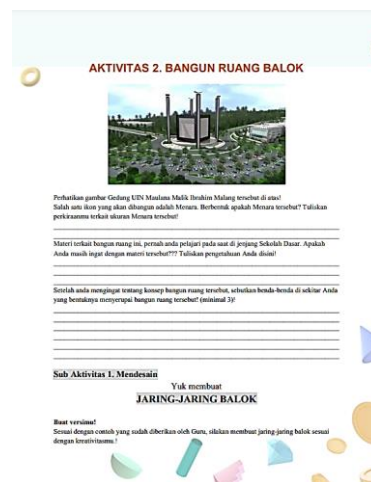 AKTIVITAS 2. BANGUN RUANG BALOK
Perhatikan gambar Gedung UIN Maulana Malik Ibrahim Malang tersebut di atas!
Salah satu ikon yang akan dibangun adalah Menara. Berbentuk apakah Menara tersebut? Tuliskan
perkiraanmu terkait ukuran Menara tersebut!
Materi terkait bangun ruang ini, pernah anda pelajari pada saat di jenjang Sekolah Dasar. Apakah
Anda masih ingat dengan materi tersebut??? Tuliskan pengetahuan Anda disini!
Setelah anda mengingat tentang konsep bangun ruang tersebut, sebutkan benda-benda di sekitar Anda
yang bentuknya menyerupai bangun ruang tersebut! (minimal 3)!
Sub Aktivitas 1. Mendesain
Yuk membuat
JARING-JARING BALOK
Buat versimu!
Sesuai dengan contoh yang sudah diberikan oleh Guru, silakan membuat jaring-jaring balok sesuai
dengan kreativitasmu.!